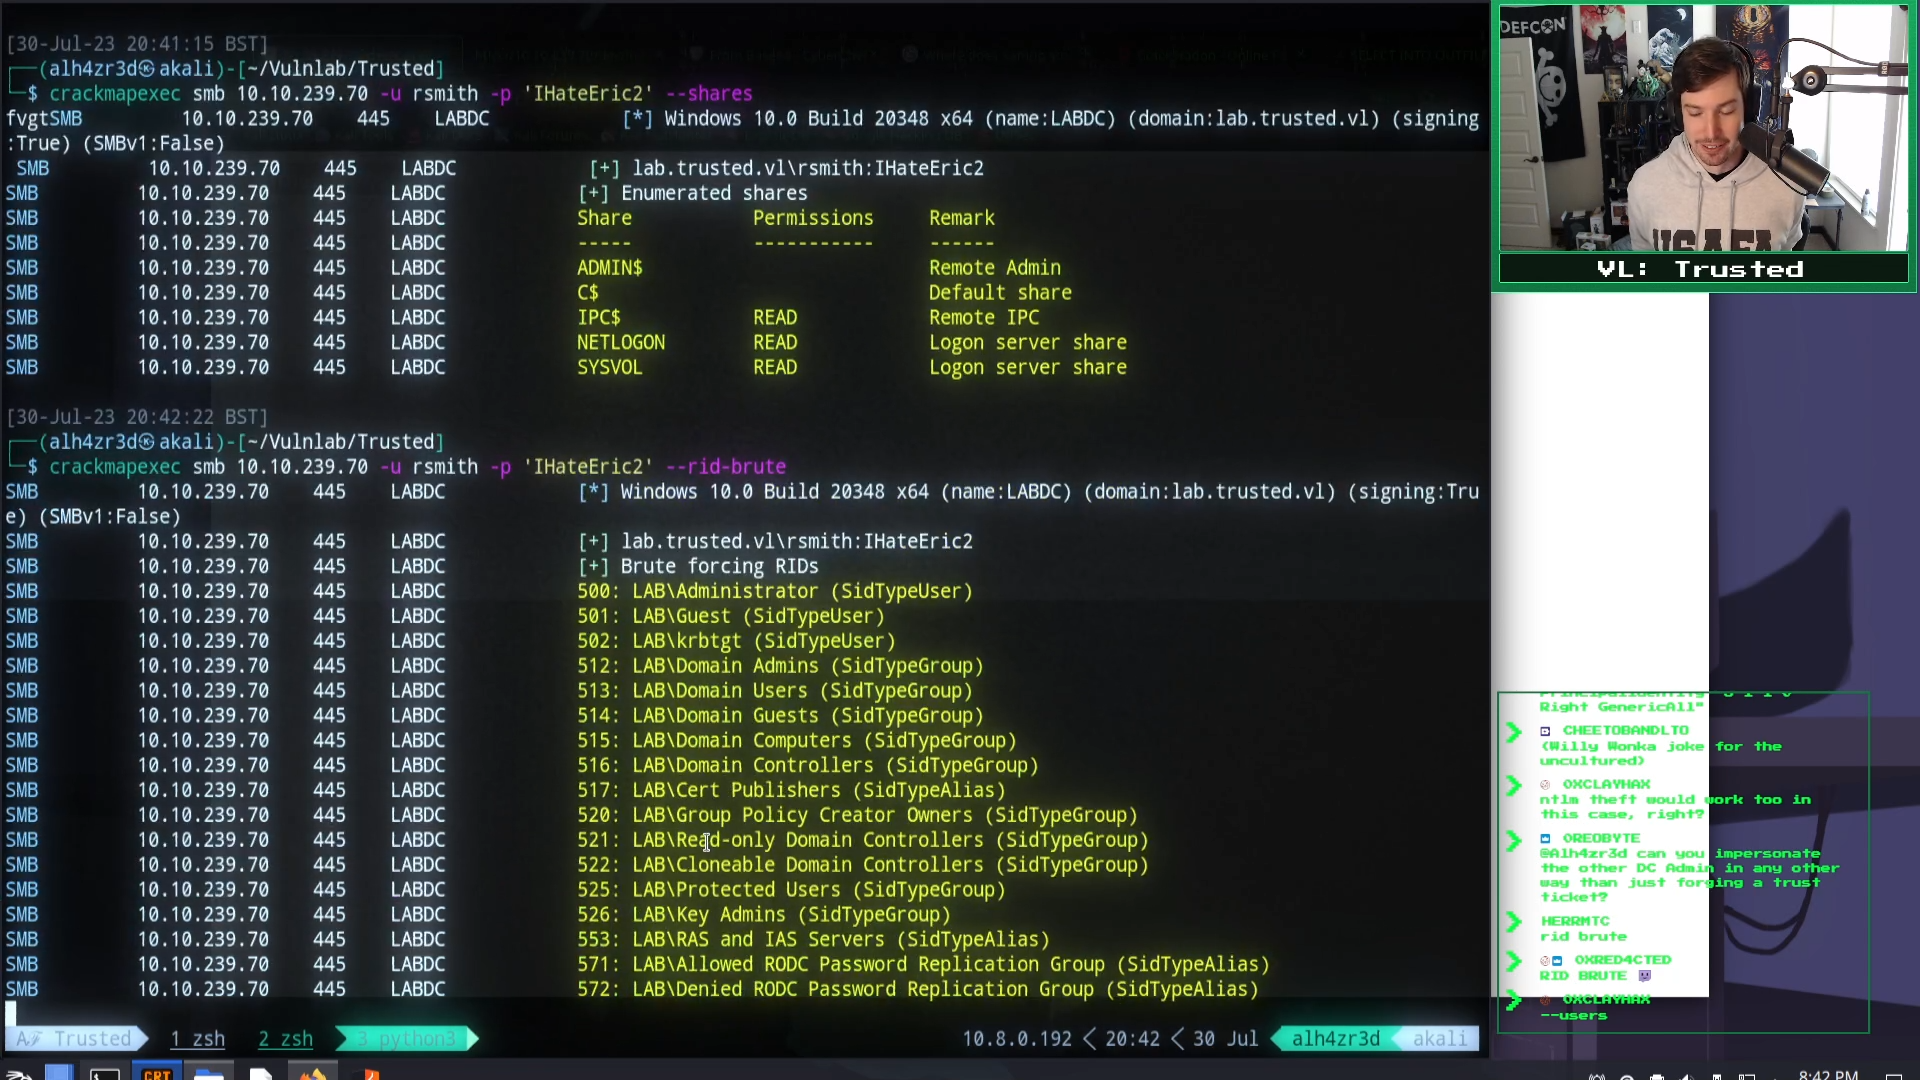 [30-Jul-23 20:41:15 BST]
(alh4zr3d㉿akali)-[~/Vulnlab/Trusted]
$ crackmapexec smb 10.10.239.70 -u rsmith -p 'IHateEric2' --shares
fvgtSMB 10.10.239.70 445 LABDC [*] Windows 10.0 Build 20348 x64 (name:LABDC) (domain:lab.trusted.vl) (signing
:True) (SMBv1:False)
SMB 10.10.239.70 445 LABDC [+] lab.trusted.vl\rsmith:IHateEric2
SMB 10.10.239.70 445 LABDC [+] Enumerated shares
SMB 10.10.239.70 445 LABDC Share Permissions Remark
SMB 10.10.239.70 445 LABDC ----- ----------- ------
SMB 10.10.239.70 445 LABDC ADMIN$ Remote Admin
SMB 10.10.239.70 445 LABDC C$ Default share
SMB 10.10.239.70 445 LABDC IPC$ READ Remote IPC
SMB 10.10.239.70 445 LABDC NETLOGON READ Logon server share
SMB 10.10.239.70 445 LABDC SYSVOL READ Logon server share
[30-Jul-23 20:42:22 BST]
(alh4zr3d㉿akali)-[~/Vulnlab/Trusted]
$ crackmapexec smb 10.10.239.70 -u rsmith -p 'IHateEric2' --rid-brute
SMB 10.10.239.70 445 LABDC [*] Windows 10.0 Build 20348 x64 (name:LABDC) (domain:lab.trusted.vl) (signing:Tru
e) (SMBv1:False)
SMB 10.10.239.70 445 LABDC [+] lab.trusted.vl\rsmith:IHateEric2
SMB 10.10.239.70 445 LABDC [+] Brute forcing RIDs
SMB 10.10.239.70 445 LABDC 500: LAB\Administrator (SidTypeUser)
SMB 10.10.239.70 445 LABDC 501: LAB\Guest (SidTypeUser)
SMB 10.10.239.70 445 LABDC 502: LAB\krbtgt (SidTypeUser)
SMB 10.10.239.70 445 LABDC 512: LAB\Domain Admins (SidTypeGroup)
SMB 10.10.239.70 445 LABDC 513: LAB\Domain Users (SidTypeGroup)
SMB 10.10.239.70 445 LABDC 514: LAB\Domain Guests (SidTypeGroup)
SMB 10.10.239.70 445 LABDC 515: LAB\Domain Computers (SidTypeGroup)
SMB 10.10.239.70 445 LABDC 516: LAB\Domain Controllers (SidTypeGroup)
SMB 10.10.239.70 445 LABDC 517: LAB\Cert Publishers (SidTypeAlias)
SMB 10.10.239.70 445 LABDC 520: LAB\Group Policy Creator Owners (SidTypeGroup)
SMB 10.10.239.70 445 LABDC 521: LAB\Read-only Domain Controllers (SidTypeGroup)
SMB 10.10.239.70 445 LABDC 522: LAB\Cloneable Domain Controllers (SidTypeGroup)
SMB 10.10.239.70 445 LABDC 525: LAB\Protected Users (SidTypeGroup)
SMB 10.10.239.70 445 LABDC 526: LAB\Key Admins (SidTypeGroup)
SMB 10.10.239.70 445 LABDC 553: LAB\RAS and IAS Servers (SidTypeAlias)
SMB 10.10.239.70 445 LABDC 571: LAB\Allowed RODC Password Replication Group (SidTypeAlias)
SMB 10.10.239.70 445 LABDC 572: LAB\Denied RODC Password Replication Group (SidTypeAlias)
Trusted 1 zsh 2 zsh 3 python3 10.8.0.192 < 20:42 < 30 Jul alh4zr3d akali
8:42 PM
DEFCON
USAFA
VL: Trusted
Right GenericAll"
CHEETOBANDLTO
(Willy Wonka joke for the
uncultured)
0XCLAYHAX
ntlm theft would work too in
this case, right?
OREOBYTE
@Alh4zr3d can you impersonate
the other DC Admin in any other
way than just forging a trust
ticket?
HERRMTC
rid brute
0XRED4CTED
RID BRUTE
0XCLAYHAX
--users